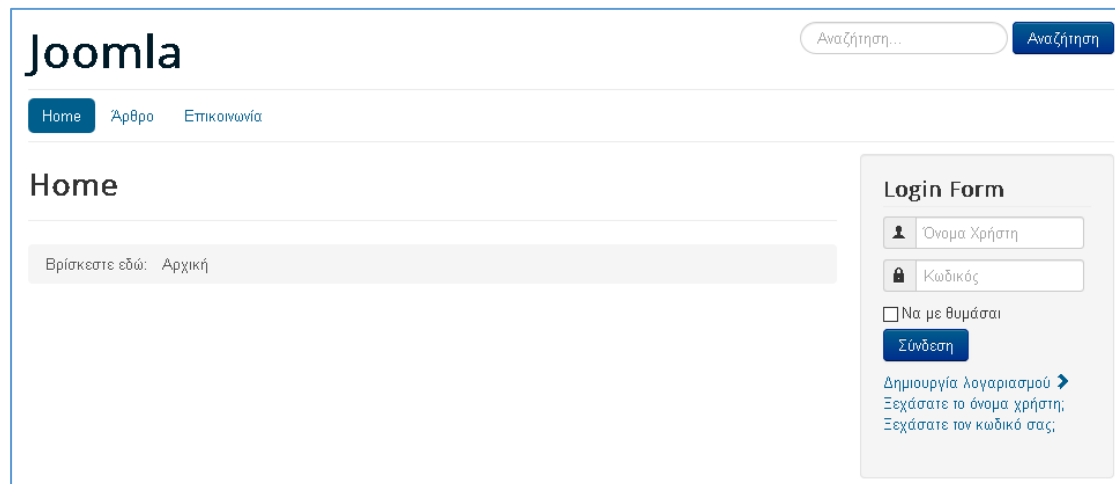 Joomla
Αναζήτηση...
Αναζήτηση
Home Άρθρο Επικοινωνία
Home
Βρίσκεστε εδώ: Αρχική
Login Form
Όνομα Χρήστη
Κωδικός
Να με θυμάσαι
Σύνδεση
Δημιουργία λογαριασμού
Ξεχάσατε το όνομα χρήστη;
Ξεχάσατε τον κωδικό σας;